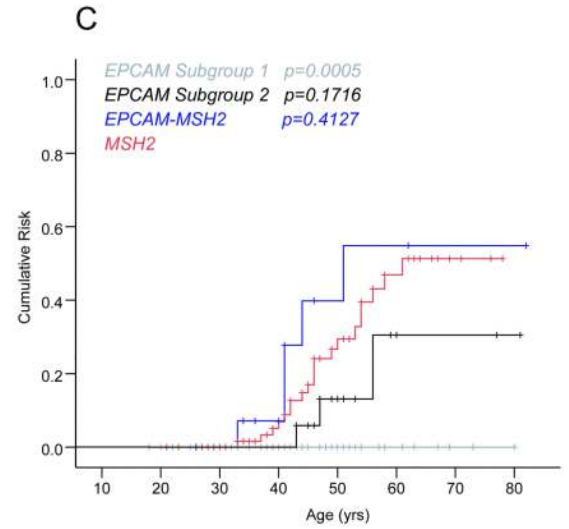 C
EPCAM Subgroup 1 p=0.0005
EPCAM Subgroup 2 p=0.1716
EPCAM-MSH2 p=0.4127
MSH2
Cumulative Risk
1.0
0.8
0.6
0.4
0.2
0.0
10 20 30 40 50 60 70 80
Age (yrs)